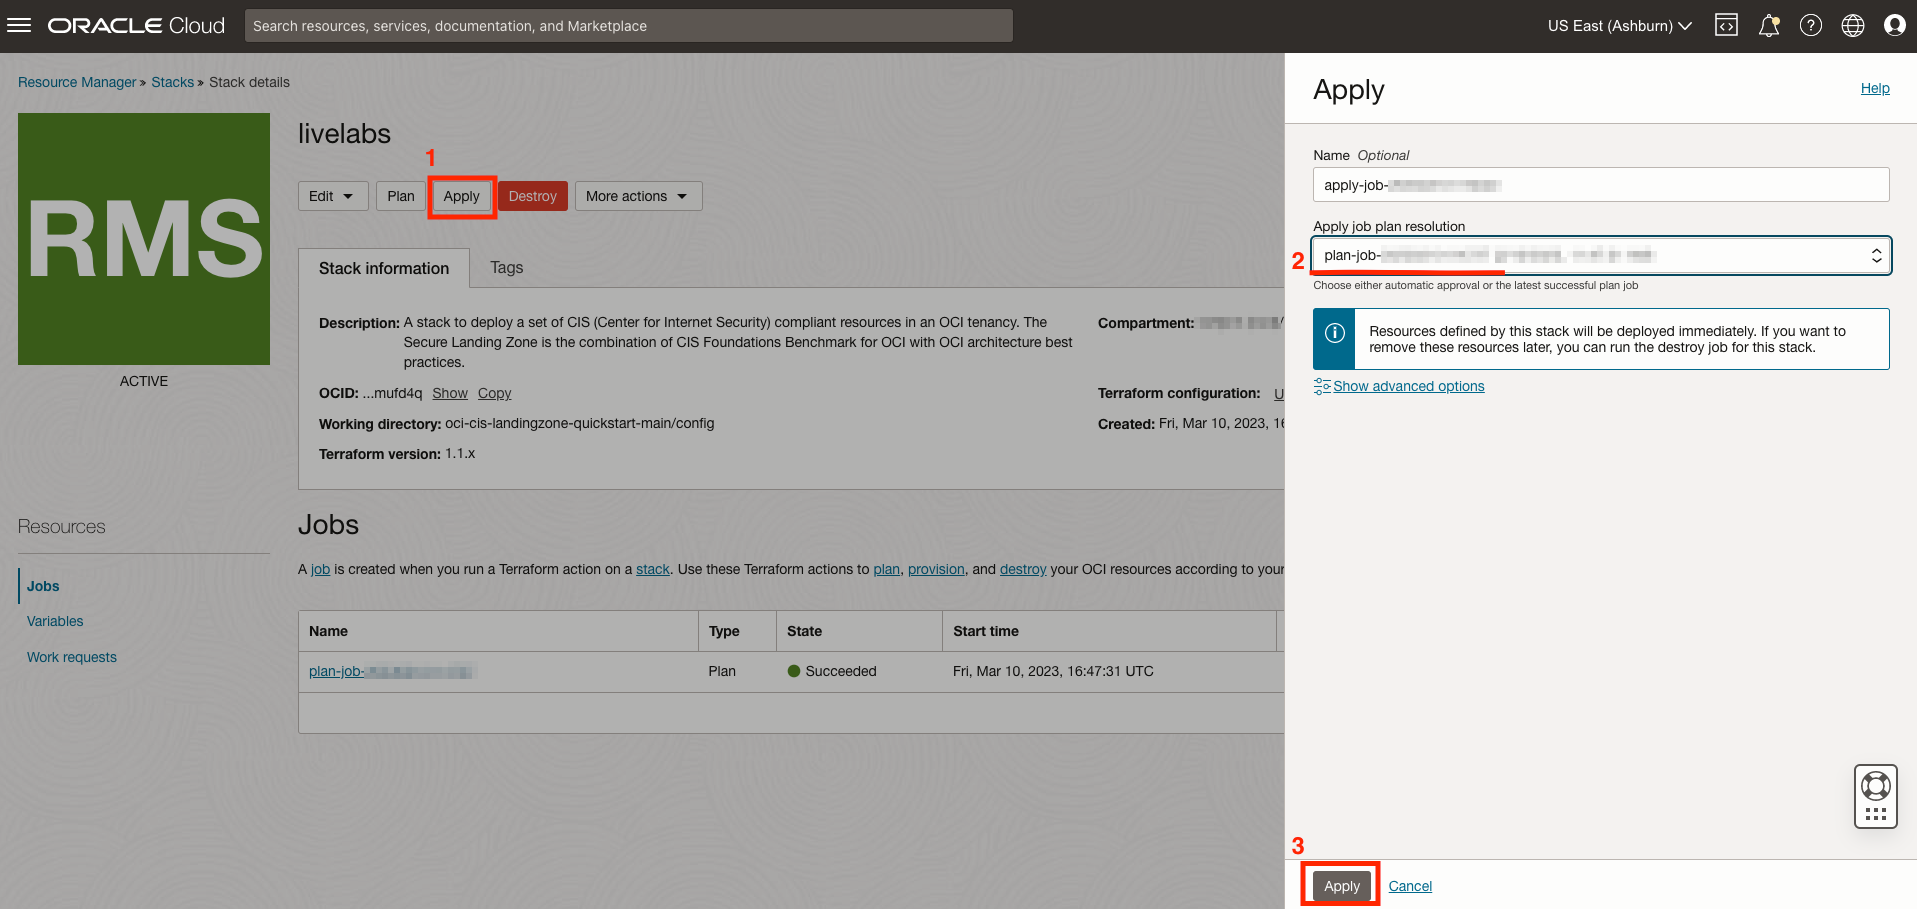 ORACLE Cloud
Search resources, services, documentation, and Marketplace
US East (Ashburn)
Resource Manager » Stacks » Stack details
RMS
ACTIVE
livelabs
1
Edit Plan Apply Destroy More actions
Stack information Tags
Description: A stack to deploy a set of CIS (Center for Internet Security) compliant resources in an OCI tenancy. The
Secure Landing Zone is the combination of CIS Foundations Benchmark for OCI with OCI architecture best
practices.
OCID: ...mufd4q Show Copy
Working directory: oci-cis-landingzone-quickstart-main/config
Terraform version: 1.1.x
Compartment:
Terraform configuration:
Created: Fri, Mar 10, 2023, 16
Resources
Jobs
Variables
Work requests
Jobs
A job is created when you run a Terraform action on a stack. Use these Terraform actions to plan, provision, and destroy your OCI resources according to your
Name Type State Start time
plan-job- Plan Succeeded Fri, Mar 10, 2023, 16:47:31 UTC
Apply
Help
Name Optional
apply-job-
Apply job plan resolution
2
plan-job-
Choose either automatic approval or the latest successful plan job
Resources defined by this stack will be deployed immediately. If you want to
remove these resources later, you can run the destroy job for this stack.
Show advanced options
3
Apply Cancel